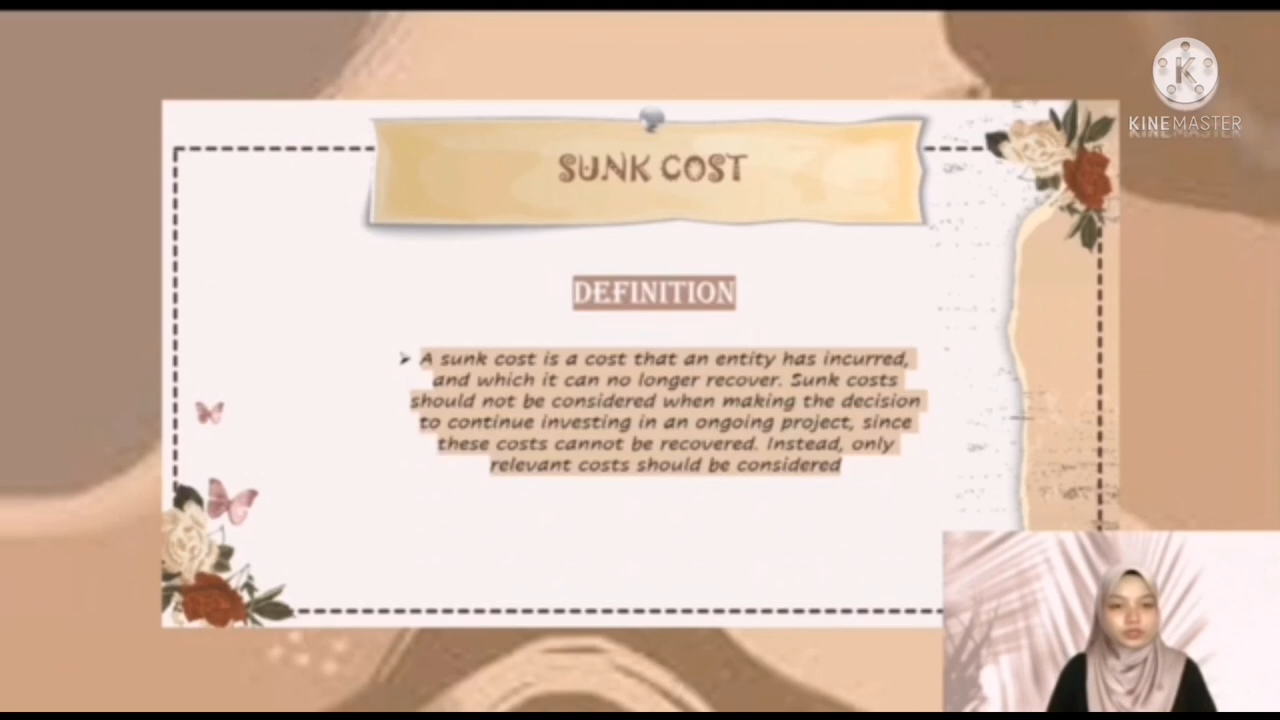 KINEMASTER
SUNK COST
DEFINITION
➤ A sunk cost is a cost that an entity has incurred,
and which it can no longer recover. Sunk costs
should not be considered when making the decision
to continue investing in an ongoing project, since
these costs cannot be recovered. Instead, only
relevant costs should be considered